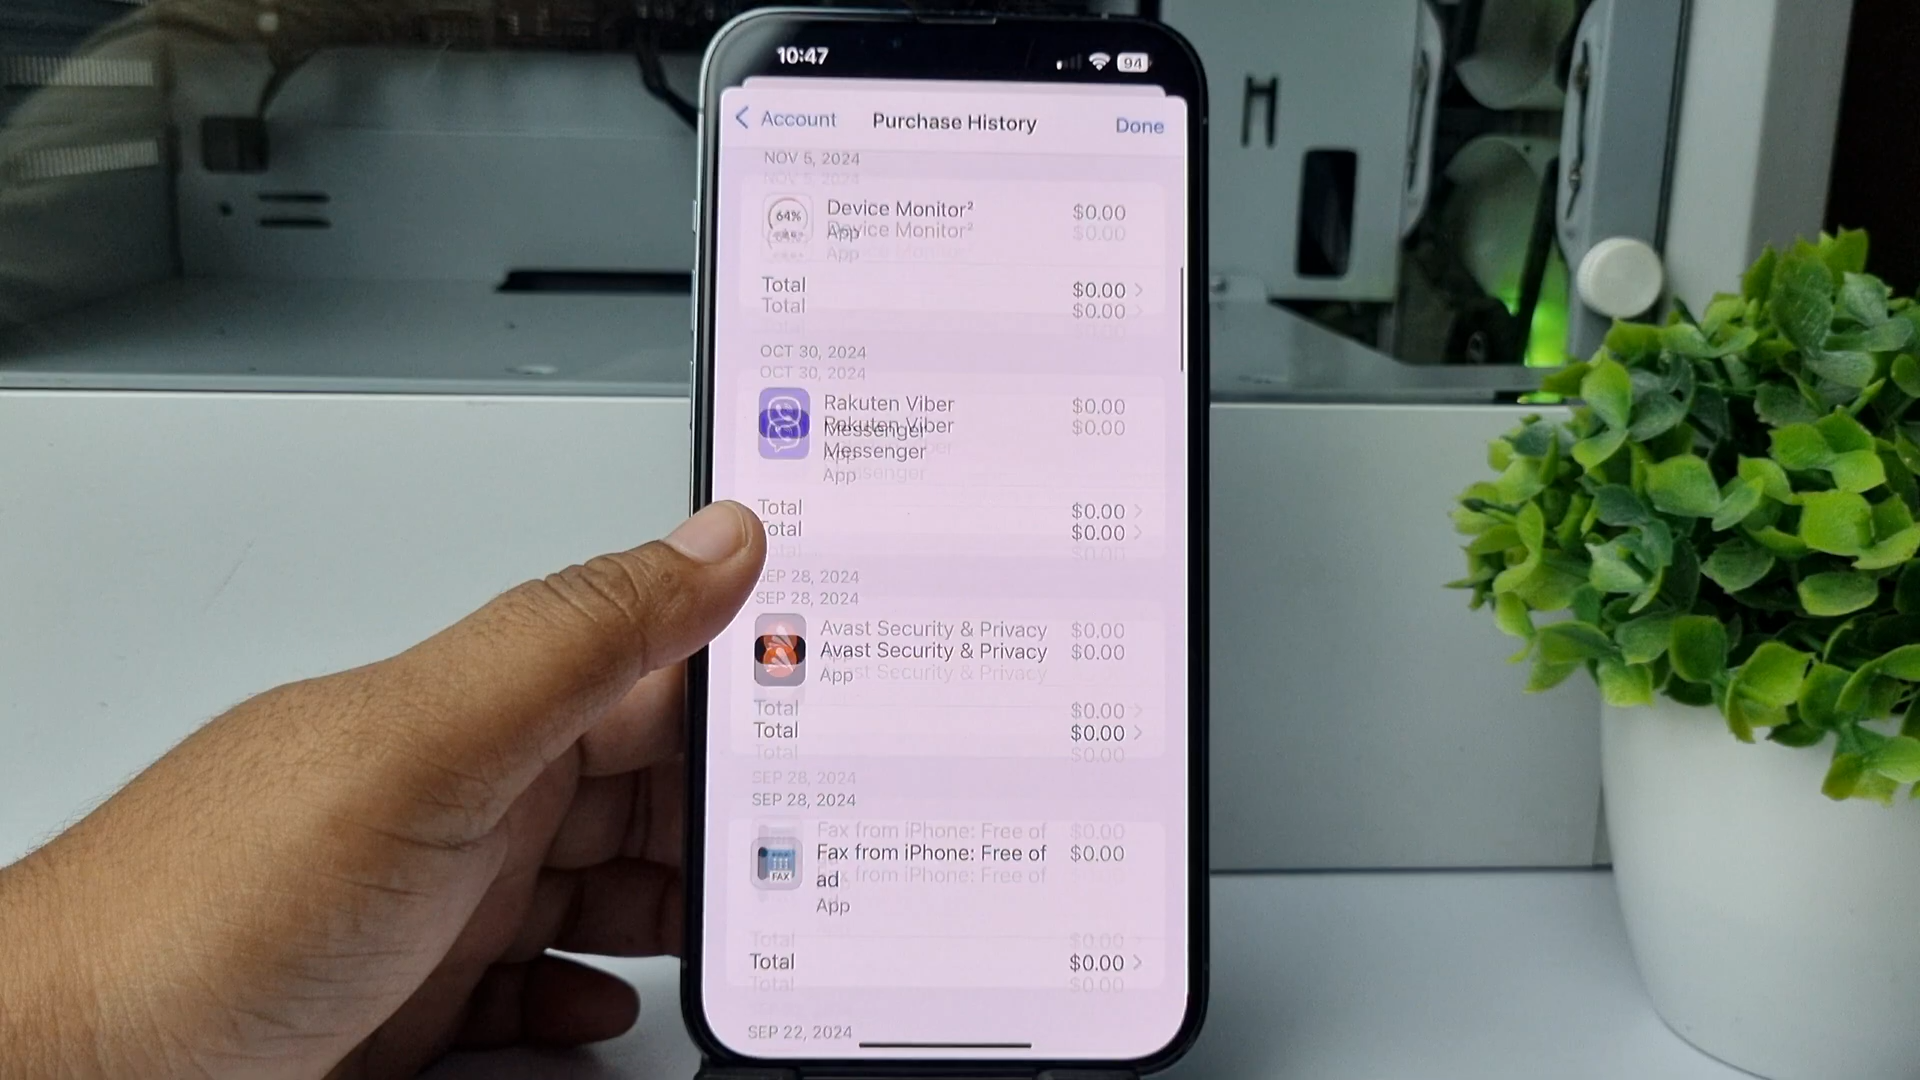 10:47
94
Account
Purchase History
Done
NOV 5, 2024
64%
Device Monitor²
$0.00
App
Total
$0.00
OCT 30, 2024
Rakuten Viber
$0.00
Messenger
App
Total
$0.00
SEP 28, 2024
Avast Security & Privacy
$0.00
App
Total
$0.00
SEP 28, 2024
Fax from iPhone: Free of
$0.00
ad
FAX
App
Total
$0.00
SEP 22, 2024